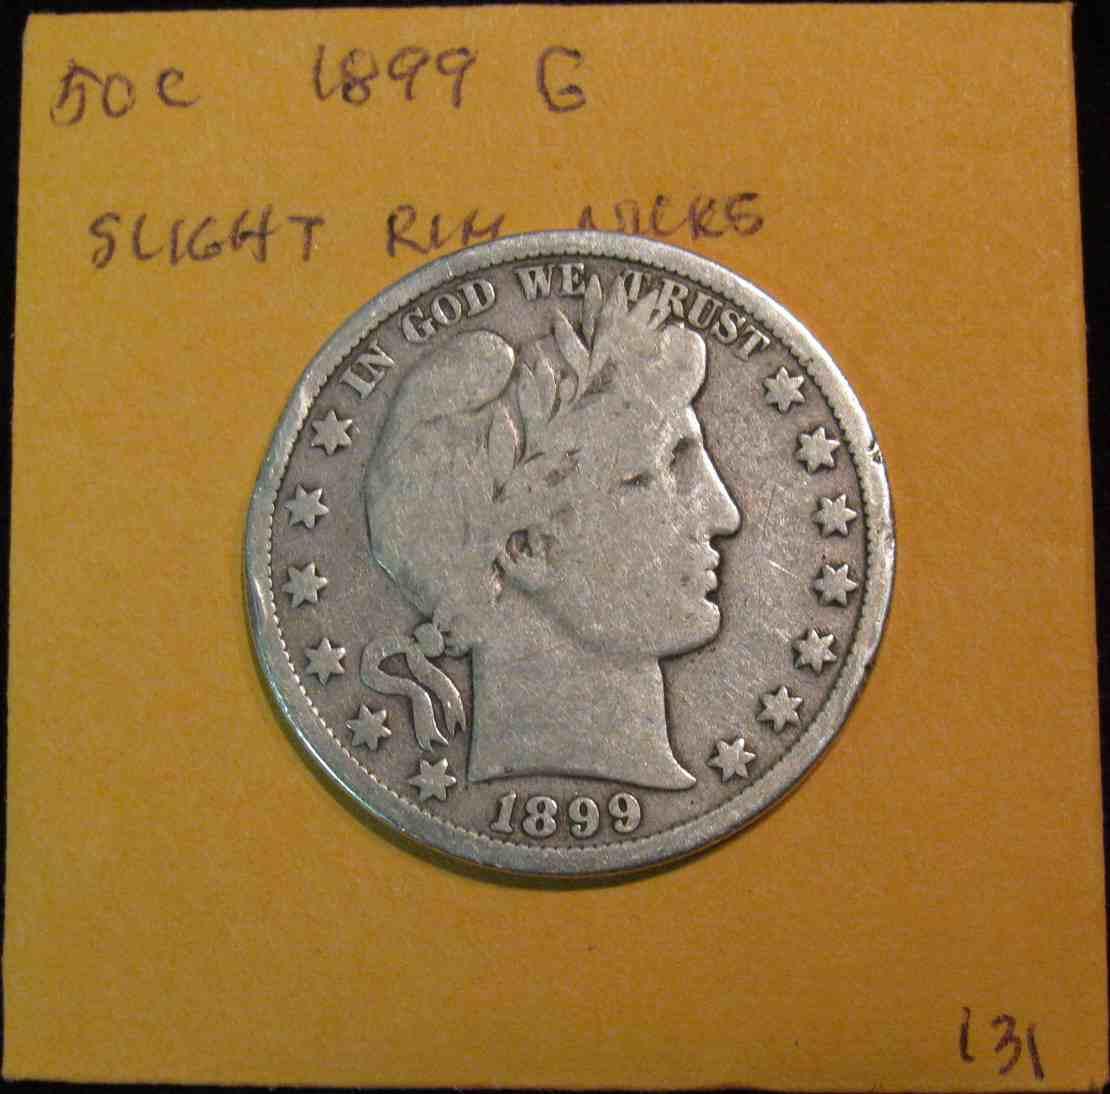 50c 1899 G
SLIGHT RIM NICKS
IN GOD WE TRUST
1899
131